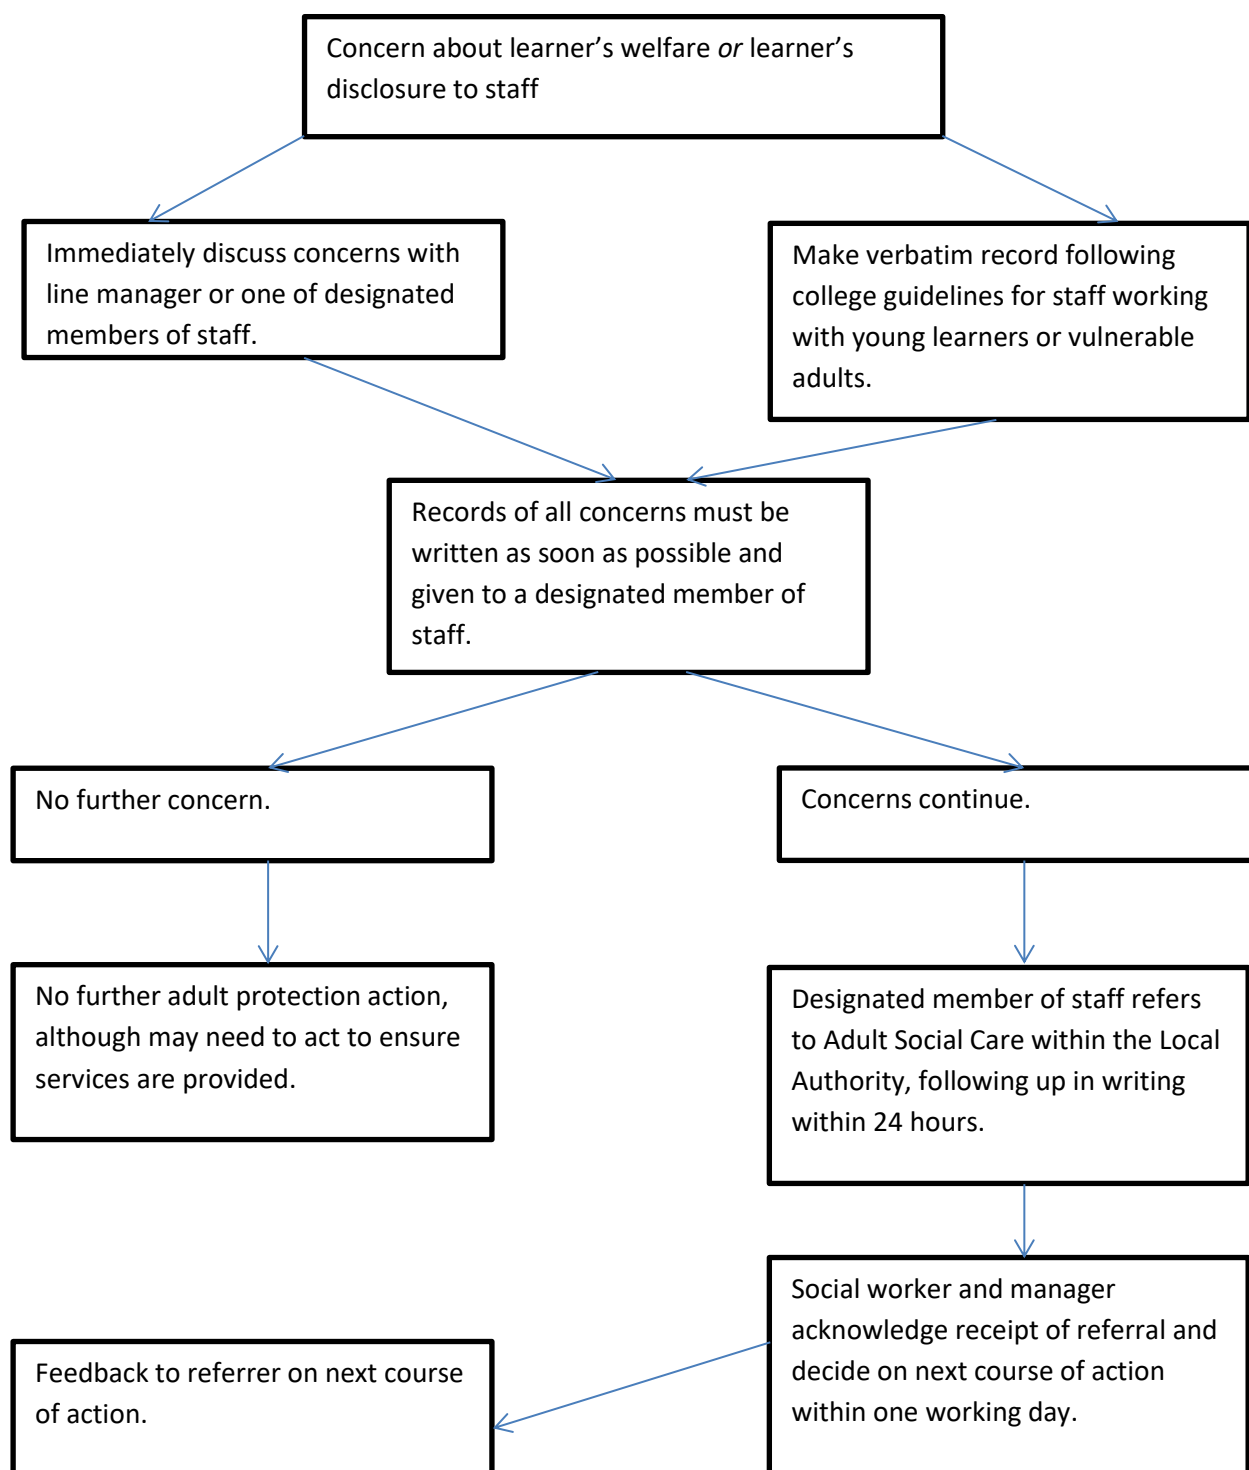 Concern about learner’s welfare or learner’s
disclosure to staff
Immediately discuss concerns with
line manager or one of designated
members of staff.
Make verbatim record following
college guidelines for staff working
with young learners or vulnerable
adults.
Records of all concerns must be
written as soon as possible and
given to a designated member of
staff.
No further concern.
Concerns continue.
No further adult protection action,
although may need to act to ensure
services are provided.
Designated member of staff refers
to Adult Social Care within the Local
Authority, following up in writing
within 24 hours.
Social worker and manager
acknowledge receipt of referral and
decide on next course of action
within one working day.
Feedback to referrer on next course
of action.